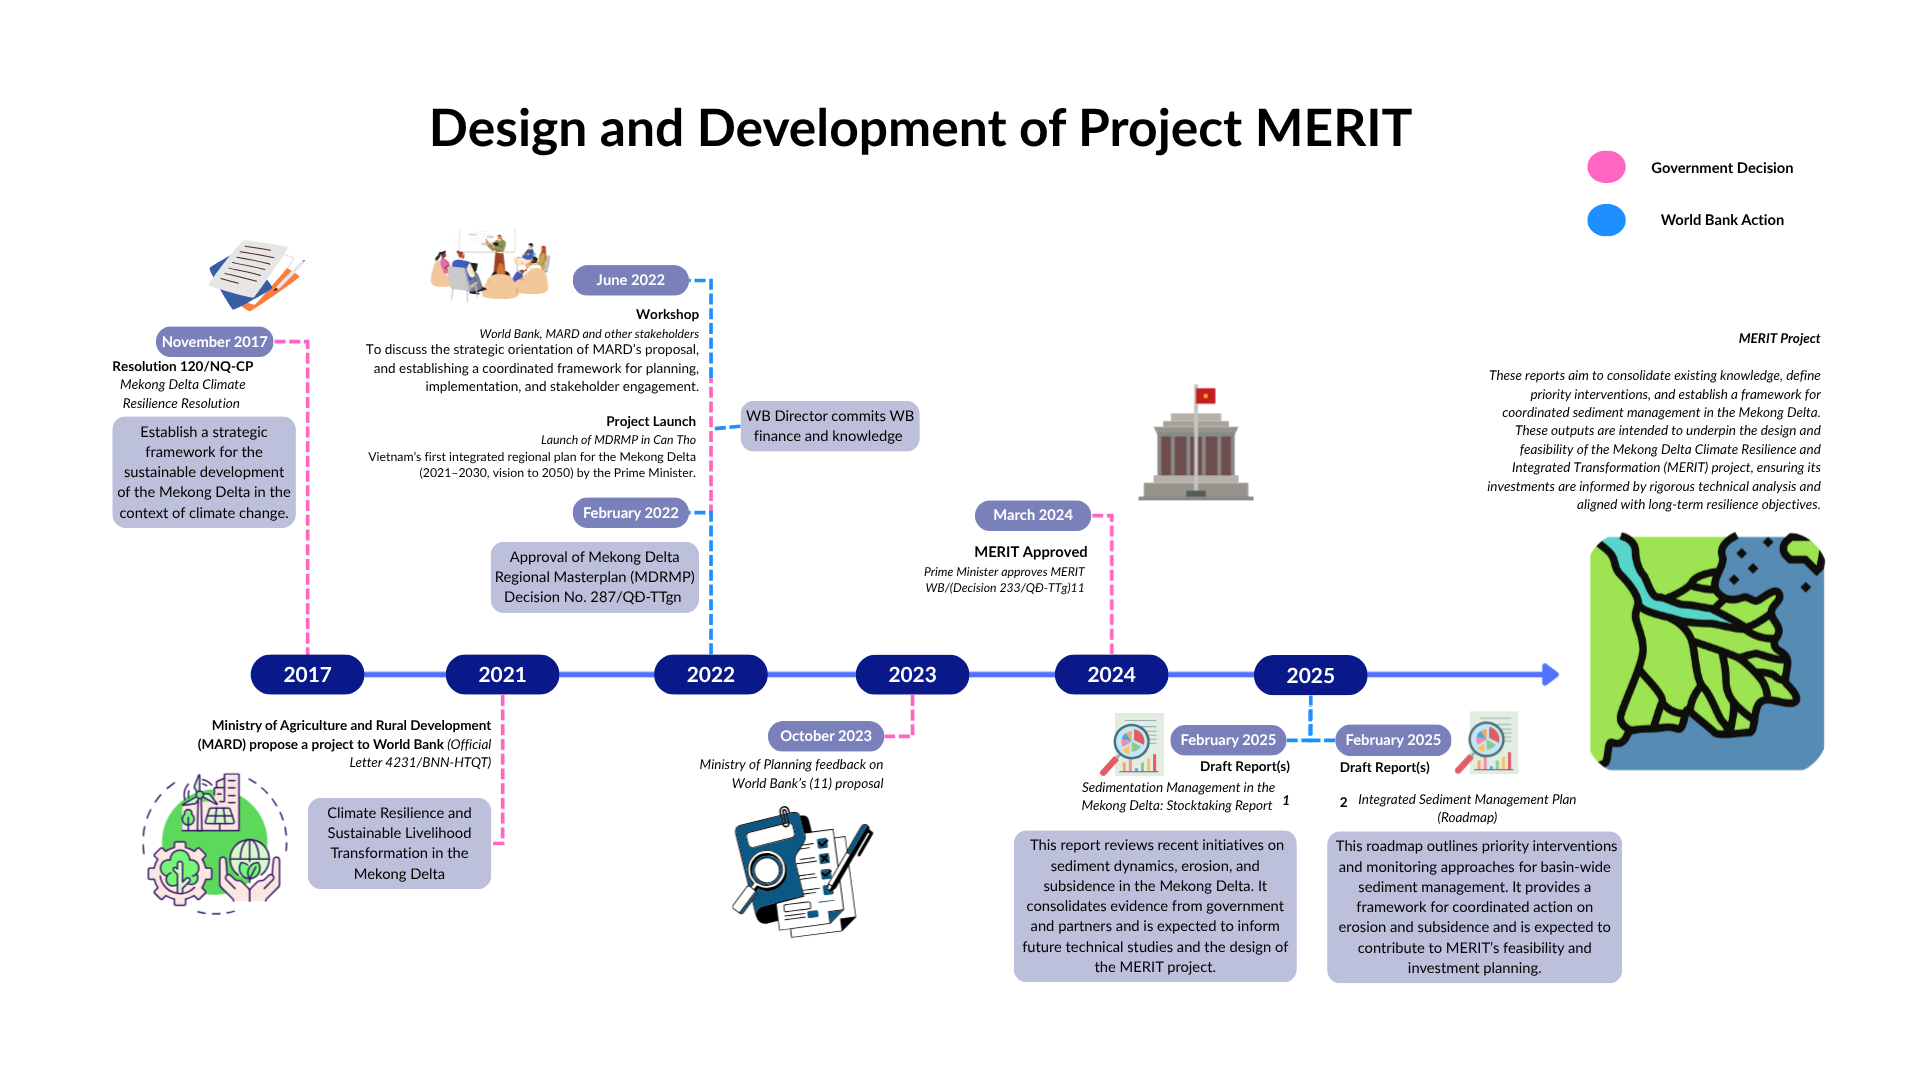 Design and Development of Project MERIT
Government Decision
World Bank Action
November 2017
Resolution 120/NQ-CP
Mekong Delta Climate
Resilience Resolution
Establish a strategic
framework for the
sustainable development
of the Mekong Delta in the
context of climate change.
June 2022
Workshop
World Bank, MARD and other stakeholders
To discuss the strategic orientation of MARD's proposal,
and establishing a coordinated framework for planning,
implementation, and stakeholder engagement.
Project Launch
Launch of MDRMP in Can Tho
Vietnam's first integrated regional plan for the Mekong Delta
(2021–2030, vision to 2050) by the Prime Minister.
WB Director commits WB
finance and knowledge
February 2022
Approval of Mekong Delta
Regional Masterplan (MDRMP)
Decision No. 287/QĐ-TTgn
March 2024
MERIT Approved
Prime Minister approves MERIT
WB/(Decision 233/QĐ-TTg)11
MERIT Project
These reports aim to consolidate existing knowledge, define
priority interventions, and establish a framework for
coordinated sediment management in the Mekong Delta.
These outputs are intended to underpin the design and
feasibility of the Mekong Delta Climate Resilience and
Integrated Transformation (MERIT) project, ensuring its
investments are informed by rigorous technical analysis and
aligned with long-term resilience objectives.
2017
2021
2022
2023
2024
2025
Ministry of Agriculture and Rural Development
(MARD) propose a project to World Bank (Official
Letter 4231/BNN-HTQT)
Climate Resilience and
Sustainable Livelihood
Transformation in the
Mekong Delta
October 2023
Ministry of Planning feedback on
World Bank's (11) proposal
February 2025
Draft Report(s)
Sedimentation Management in the
Mekong Delta: Stocktaking Report 1
This report reviews recent initiatives on
sediment dynamics, erosion, and
subsidence in the Mekong Delta. It
consolidates evidence from government
and partners and is expected to inform
future technical studies and the design of
the MERIT project.
February 2025
Draft Report(s)
2 Integrated Sediment Management Plan
(Roadmap)
This roadmap outlines priority interventions
and monitoring approaches for basin-wide
sediment management. It provides a
framework for coordinated action on
erosion and subsidence and is expected to
contribute to MERIT's feasibility and
investment planning.